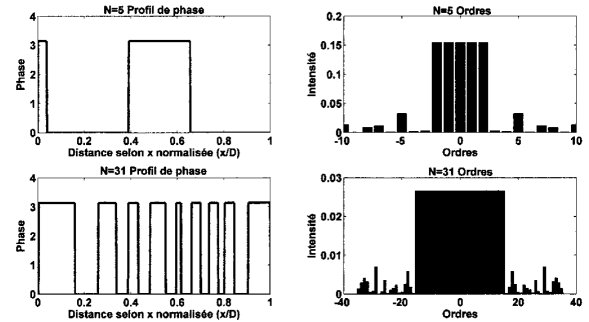 N=5 Profil de phase
4
3
2
1
0
Phase
0 0.2 0.4 0.6 0.8 1
Distance selon x normalisée (x/D)
N=5 Ordres
0.2
0.15
0.1
0.05
0
Intensité
-10 -5 0 5 10
Ordres
N=31 Profil de phase
4
3
2
1
0
Phase
0 0.2 0.4 0.6 0.8 1
Distance selon x normalisée (x/D)
N=31 Ordres
0.03
0.02
0.01
0
Intensité
-40 -20 0 20 40
Ordres